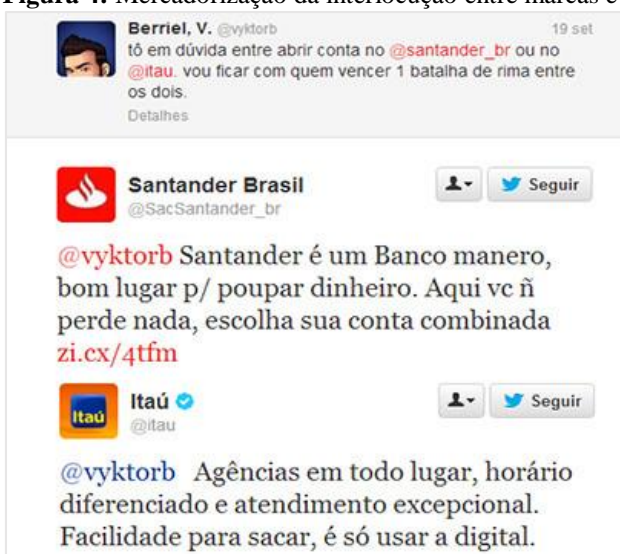 Figura 4: Mercadorização da interlocução entre marcas e
Berriel, V. @vyktorb 19 set
tô em dúvida entre abrir conta no @santander_br ou no
@itau. vou ficar com quem vencer 1 batalha de rima entre
os dois.
Detalhes
Santander Brasil Seguir
@SacSantander_br
@vyktorb Santander é um Banco manero,
bom lugar p/ poupar dinheiro. Aqui vc ñ
perde nada, escolha sua conta combinada
zi.cx/4tfm
Itaú Itaú Seguir
@itau
@vyktorb Agências em todo lugar, horário
diferenciado e atendimento excepcional.
Facilidade para sacar, é só usar a digital.